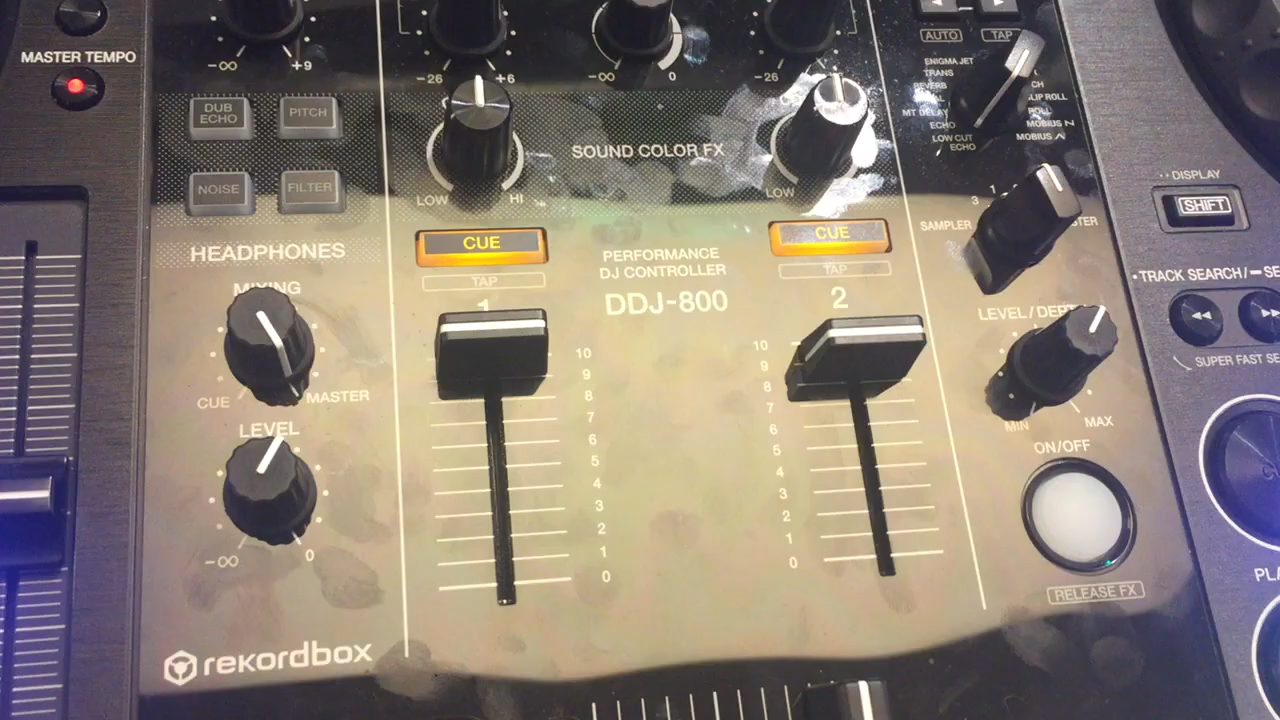 MASTER TEMPO
-∞
+9
-26
+6
-∞
0
-26
AUTO
TAP
ENIGMA JET
TRANS
REVERB
MT DELAY
ECHO
LOW CUT
ECHO
CH
SLIP ROLL
ROLL
MOBIUS
MOBIUS
DUB
ECHO
PITCH
NOISE
FILTER
SOUND COLOR FX
LOW
HI
LOW
HEADPHONES
MIXING
CUE
MASTER
LEVEL
-∞
0
CUE
TAP
1
PERFORMANCE
DJ CONTROLLER
DDJ-800
CUE
TAP
2
10
9
8
7
6
5
4
3
2
1
0
10
9
8
7
6
5
4
3
2
1
0
1
3
SAMPLER
LEVEL/DEPTH
MIN
MAX
ON/OFF
RELEASE FX
DISPLAY
SHIFT
TRACK SEARCH/
SUPER FAST
rekordbox